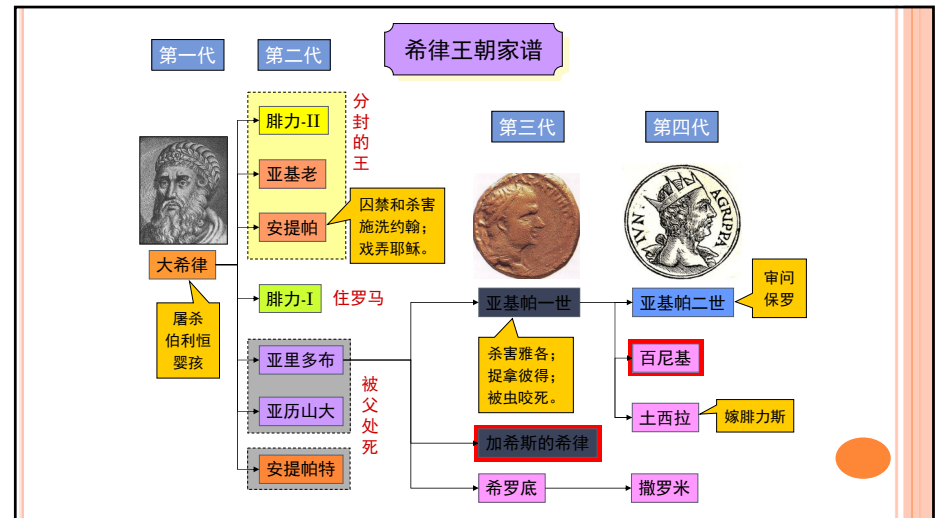 希律王朝家谱
第一代
第二代
第三代
第四代
腓力-II
亚基老
安提帕
分
封
的
王
囚禁和杀害
施洗约翰；
戏弄耶稣。
大希律
屠杀
伯利恒
婴孩
腓力-I
住罗马
亚里多布
亚历山大
安提帕特
被
父
处
死
亚基帕一世
杀害雅各；
捉拿彼得；
被虫咬死。
加希斯的希律
希罗底
IVN
AGRIPPA
亚基帕二世
审问
保罗
百尼基
土西拉
嫁腓力斯
撒罗米